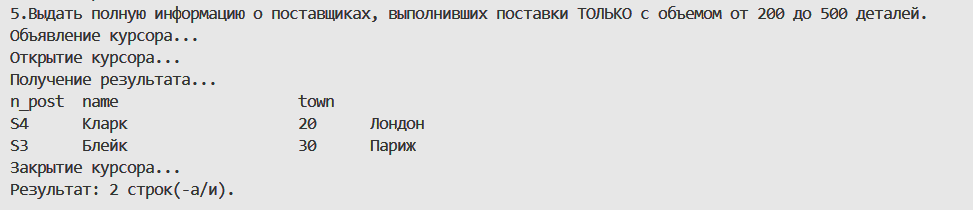 5.Выдать полную информацию о поставщиках, выполнивших поставки ТОЛЬКО с объемом от 200 до 500 деталей.
Объявление курсора...
Открытие курсора...
Получение результата...
n_post  name                    town
S4      Кларк                   20      Лондон
S3      Блейк                   30      Париж
Закрытие курсора...
Результат: 2 строк(-а/и).